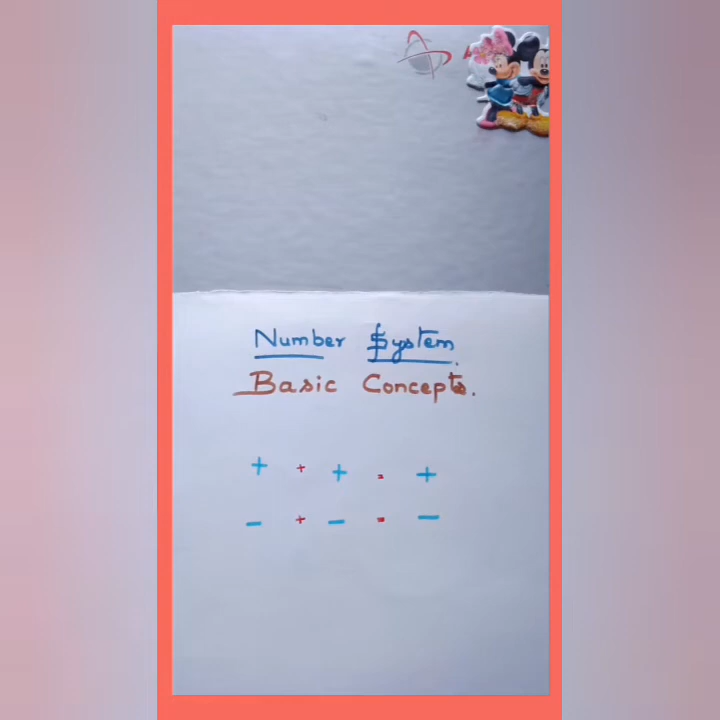 Number System
Basic Concepts.
+ + + = +
- + - = -